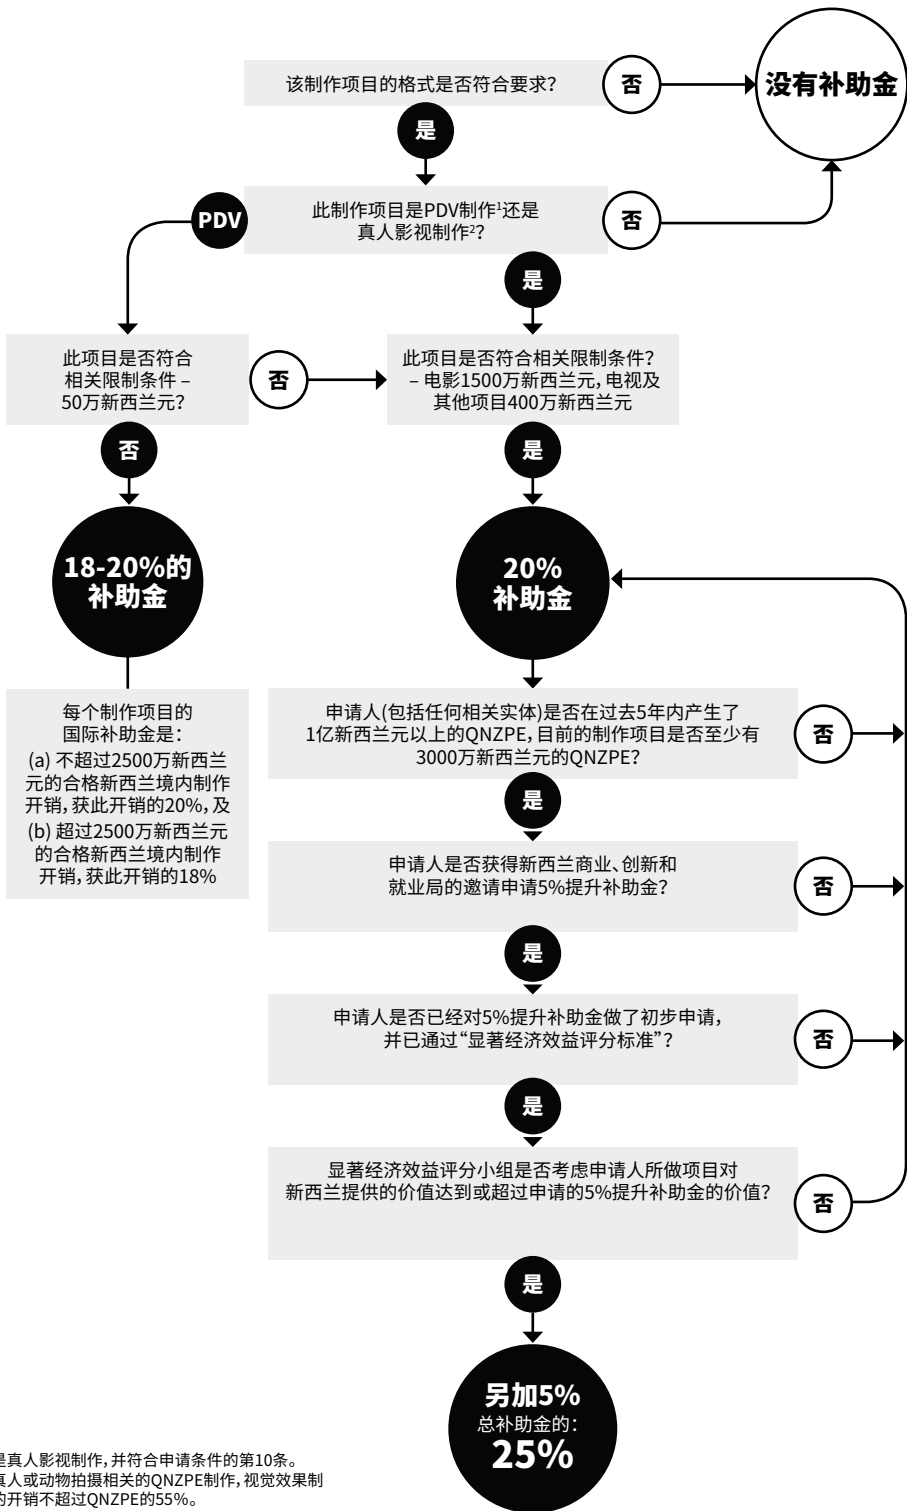 该制作项目的格式是否符合要求？
否
没有补助金
是
PDV
此制作项目是PDV制作¹还是
真人影视制作²？
否
是
此项目是否符合
相关限制条件 –
50万新西兰元？
否
此项目是否符合相关限制条件？
– 电影1500万新西兰元，电视及
其他项目400万新西兰元
否
是
18-20%的
补助金
20%
补助金
每个制作项目的
国际补助金是：
(a) 不超过2500万新西兰
元的合格新西兰境内制作
开销，获此开销的20%，及
(b) 超过2500万新西兰元
的合格新西兰境内制作
开销，获此开销的18%
申请人(包括任何相关实体)是否在过去5年内产生了
1亿新西兰元以上的QNZPE，目前的制作项目是否至少有
3000万新西兰元的QNZPE？
否
是
申请人是否获得新西兰商业、创新和
就业局的邀请申请5%提升补助金？
否
是
申请人是否已经对5%提升补助金做了初步申请，
并已通过“显著经济效益评分标准”？
否
是
显著经济效益评分小组是否考虑申请人所做项目对
新西兰提供的价值达到或超过申请的5%提升补助金的价值？
否
是
另加5%
总补助金的：
25%
是真人影视制作，并符合申请条件的第10条。
真人或动物拍摄相关的QNZPE制作，视觉效果制
的开销不超过QNZPE的55%。